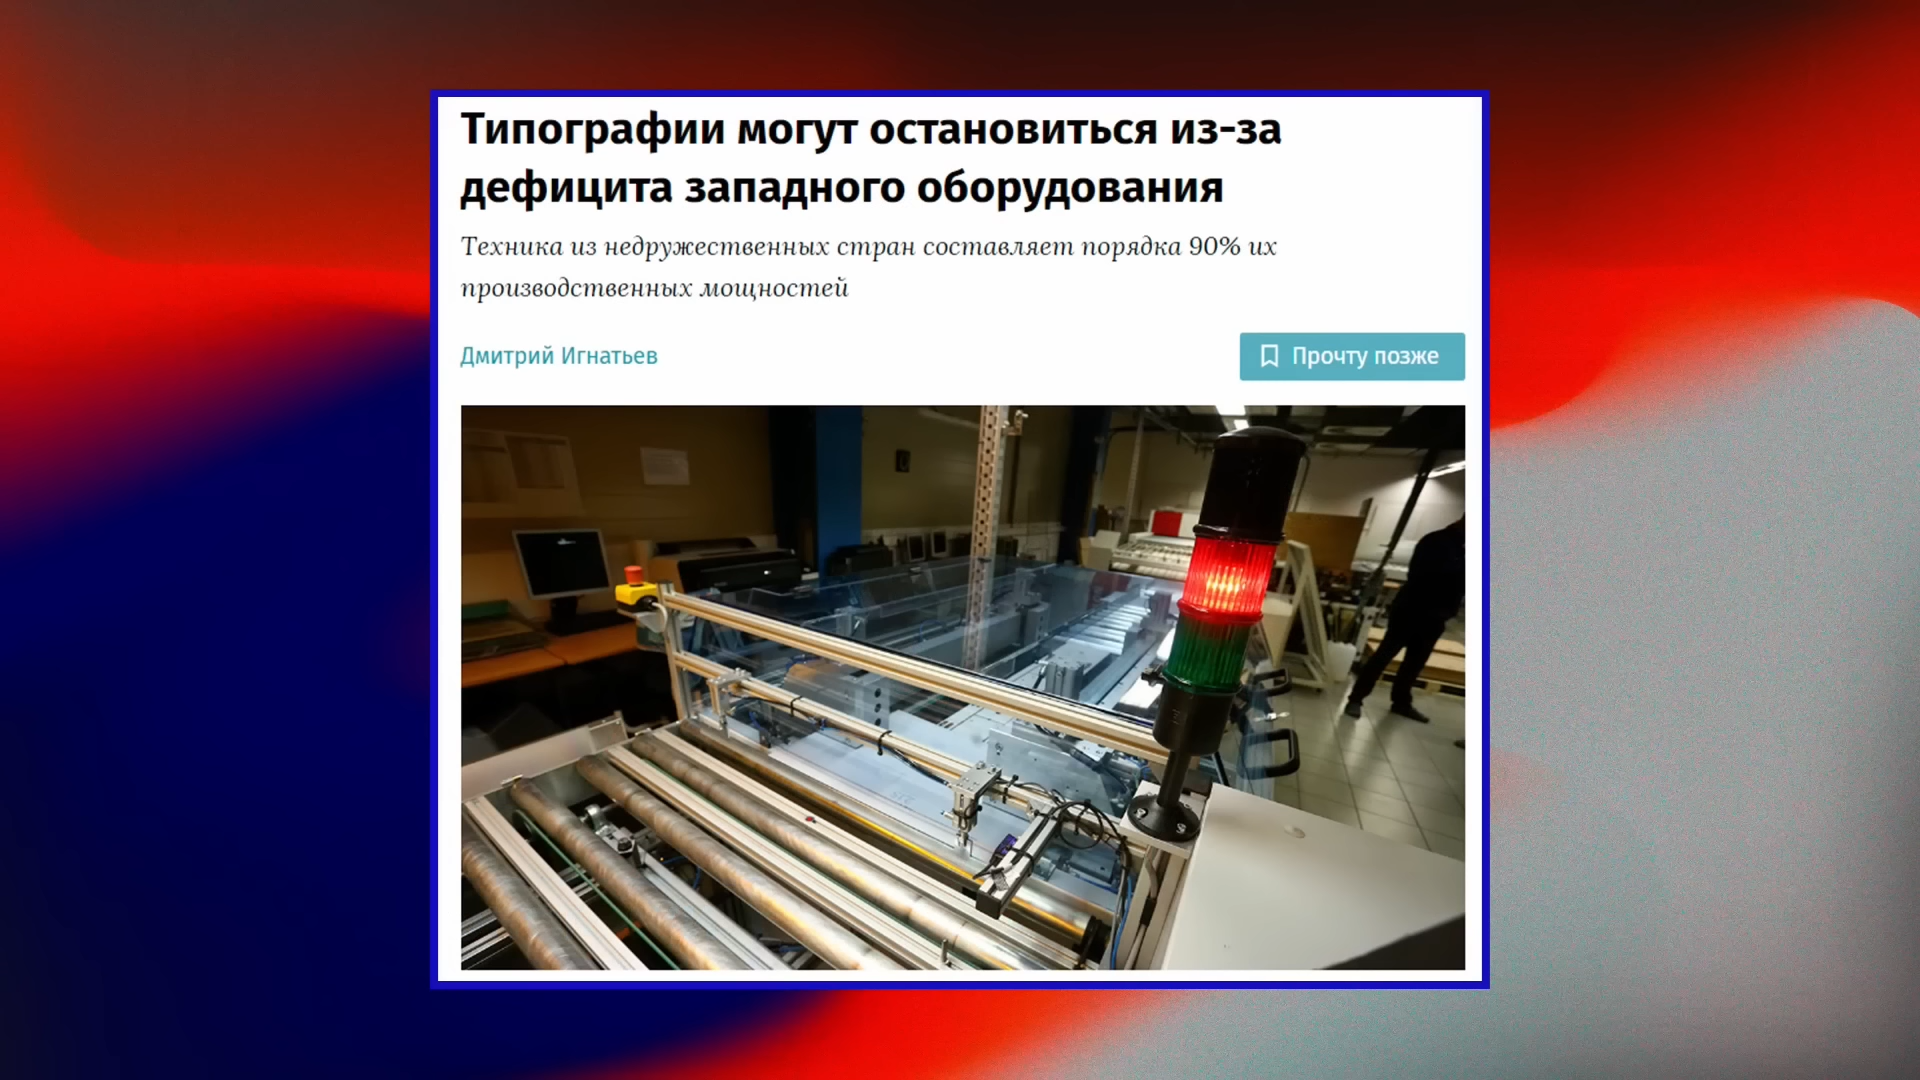 Типографии могут остановиться из-за
дефицита западного оборудования
Техника из недружественных стран составляет порядка 90% их
производственных мощностей
Дмитрий Игнатьев
Прочту позже